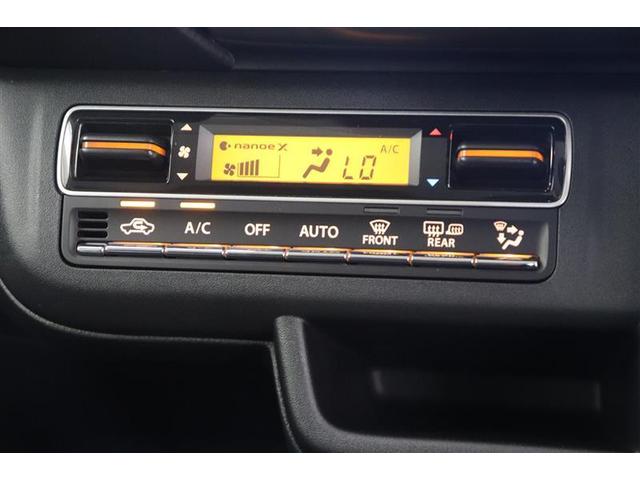 nanoe X
A/C
LO
A/C
OFF
AUTO
FRONT
REAR